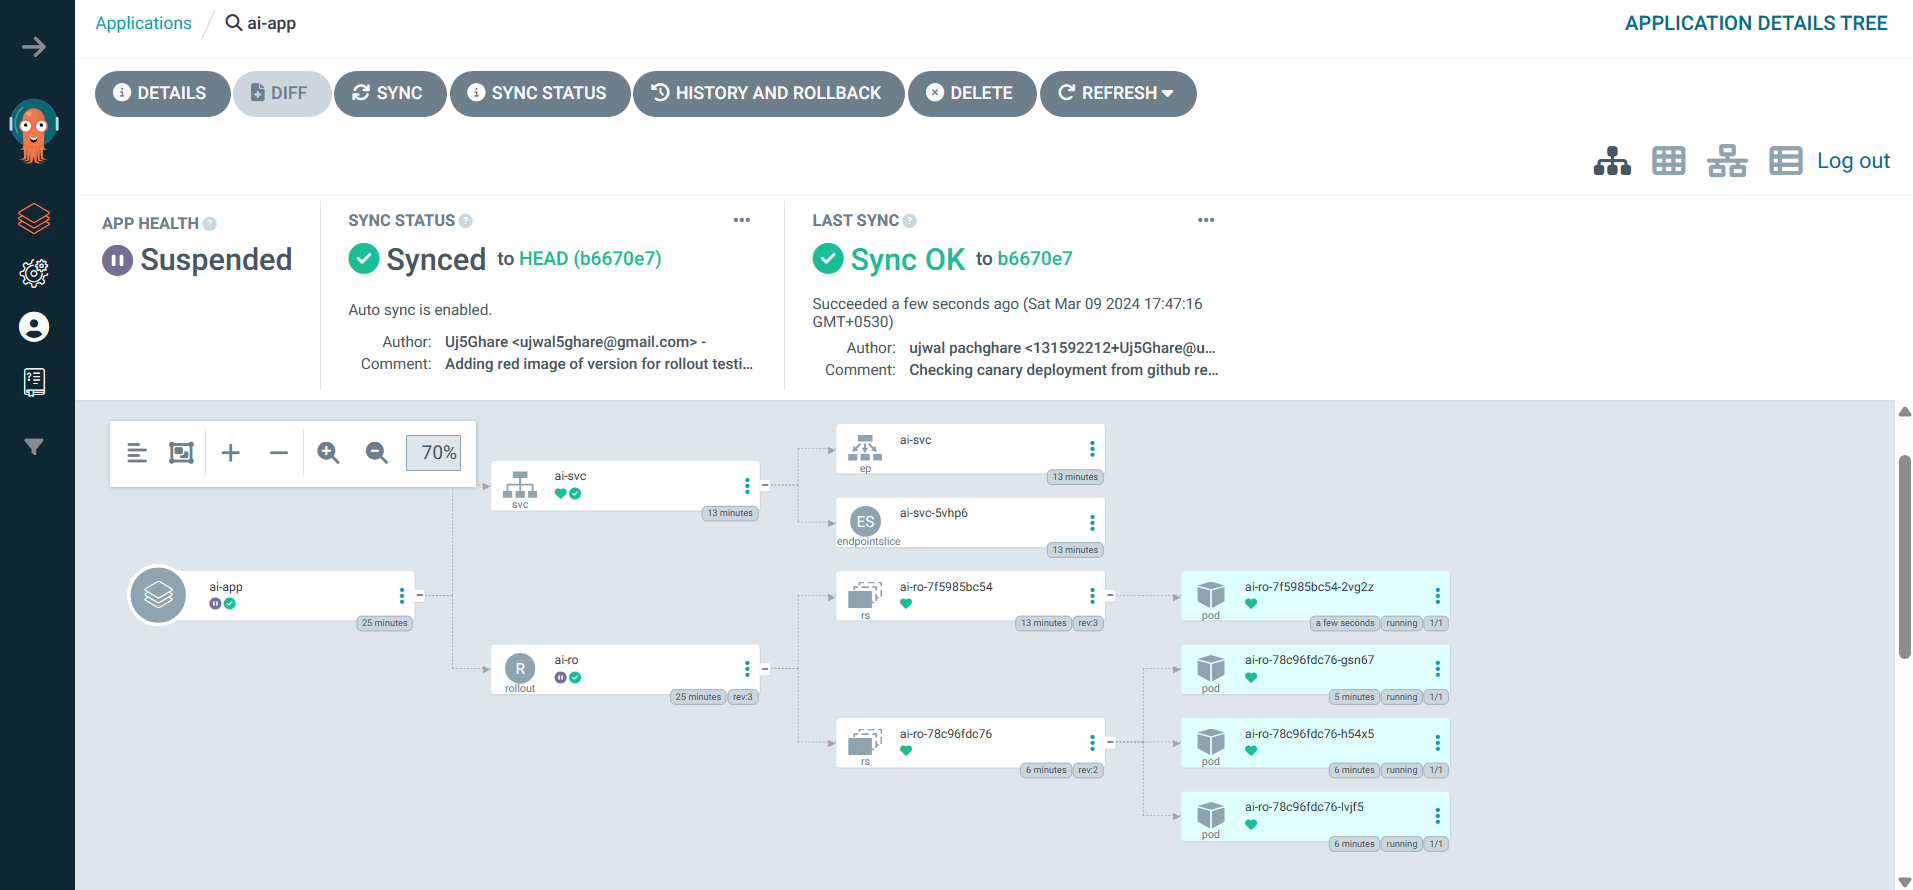 Applications / ai-app
APPLICATION DETAILS TREE
DETAILS
DIFF
SYNC
SYNC STATUS
HISTORY AND ROLLBACK
DELETE
REFRESH
Log out
APP HEALTH
Suspended
SYNC STATUS
Synced to HEAD (b6670e7)
Auto sync is enabled.
Author: Uj5Ghare <ujwal5ghare@gmail.com> -
Comment: Adding red image of version for rollout testi...
LAST SYNC
Sync OK to b6670e7
Succeeded a few seconds ago (Sat Mar 09 2024 17:47:16
GMT+0530)
Author: ujwal pachghare <131592212+Uj5Ghare@u...
Comment: Checking canary deployment from github re...
70%
ai-app
25 minutes
ai-svc
svc
13 minutes
R
ai-ro
rollout
25 minutes rev:3
ai-svc
ep
13 minutes
ES
ai-svc-5vhp6
endpointslice
13 minutes
ai-ro-7f5985bc54
rs
13 minutes rev:3
ai-ro-78c96fdc76
rs
6 minutes rev:2
ai-ro-7f5985bc54-2vg2z
pod
a few seconds running 1/1
ai-ro-78c96fdc76-gsn67
pod
5 minutes running 1/1
ai-ro-78c96fdc76-h54x5
pod
6 minutes running 1/1
ai-ro-78c96fdc76-lvjf5
pod
6 minutes running 1/1